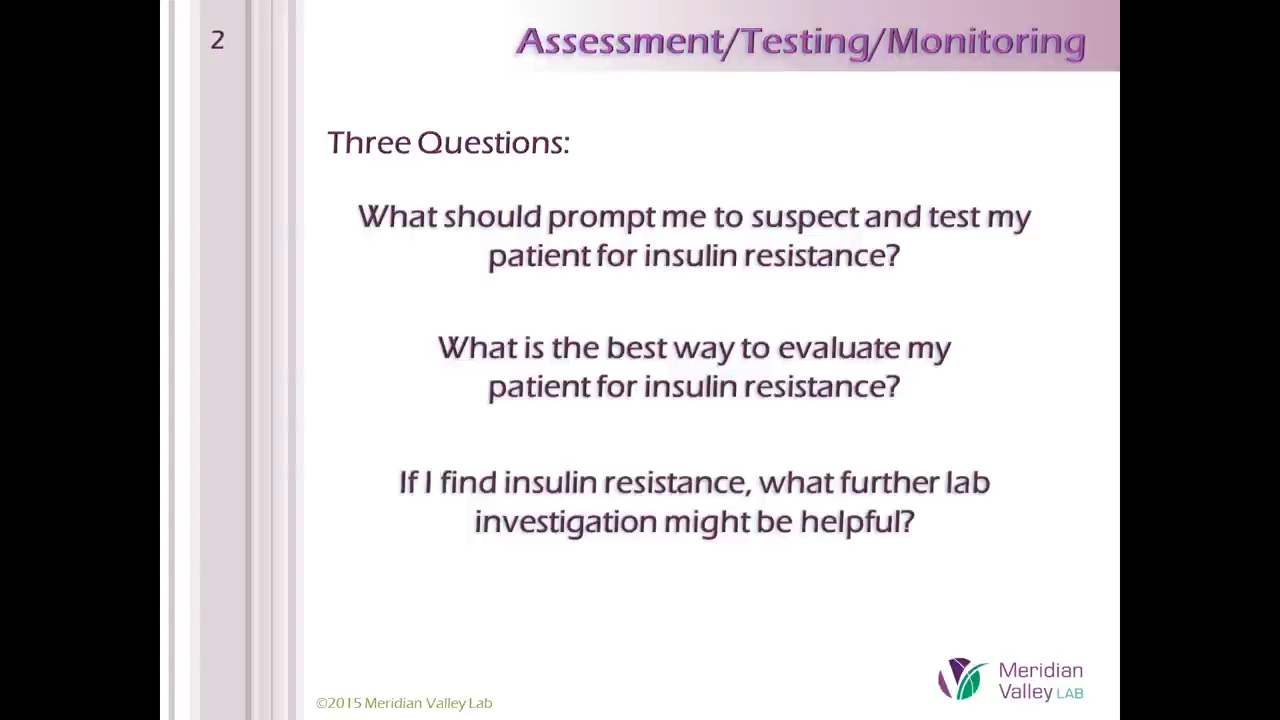 2
Assessment/Testing/Monitoring
Three Questions:
What should prompt me to suspect and test my
patient for insulin resistance?
What is the best way to evaluate my
patient for insulin resistance?
If I find insulin resistance, what further lab
investigation might be helpful?
©2015 Meridian Valley Lab
Meridian
Valley LAB